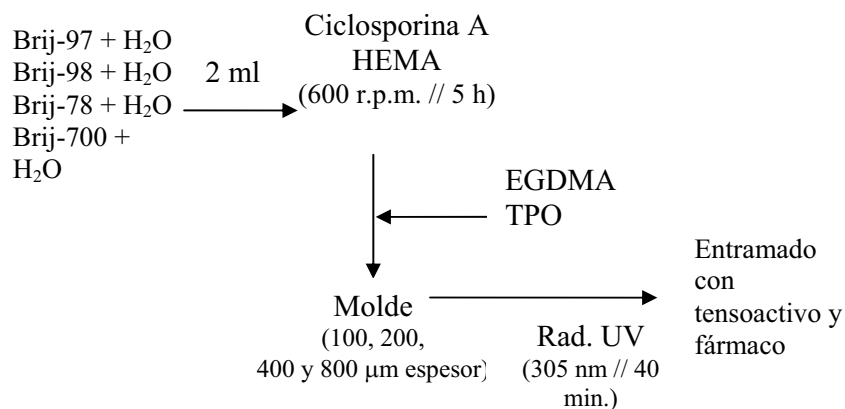 Brij-97 + H₂O
Brij-98 + H₂O
Brij-78 + H₂O
Brij-700 +
H₂O
2 ml
Ciclosporina A
HEMA
(600 r.p.m. // 5 h)
EGDMA
TPO
Molde
(100, 200,
400 y 800 μm espesor)
Rad. UV
(305 nm // 40
min.)
Entramado
con
tensoactivo y
fármaco